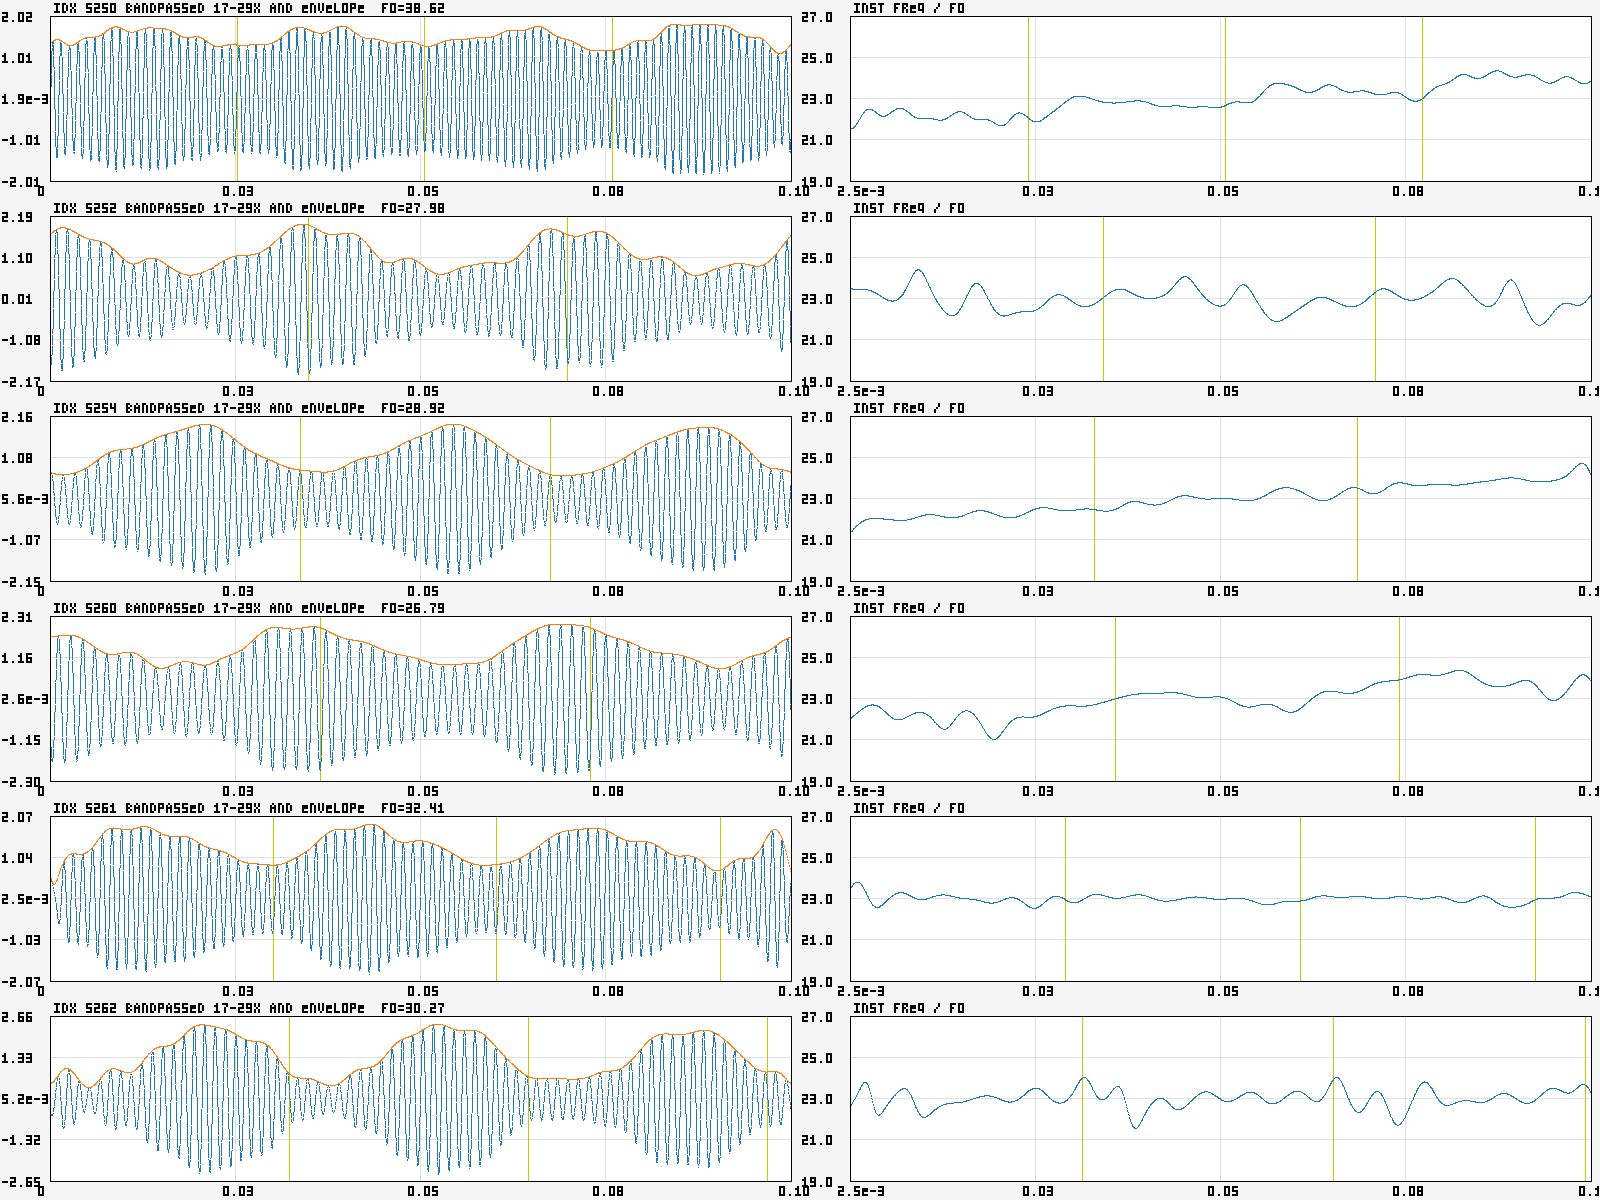 IDX 5250 BANDPASSED 17-29X AND ENVELOPE F0=38.62
INST FREQ / F0
2.02
1.01
1.9e-3
-1.01
-2.01
0 0.03 0.05 0.08 0.10
27.0
25.0
23.0
21.0
19.0
2.5e-3 0.03 0.05 0.08 0.1
IDX 5252 BANDPASSED 17-29X AND ENVELOPE F0=27.98
INST FREQ / F0
2.19
1.10
0.01
-1.08
-2.17
0 0.03 0.05 0.08 0.10
27.0
25.0
23.0
21.0
19.0
2.5e-3 0.03 0.05 0.08 0.1
IDX 5254 BANDPASSED 17-29X AND ENVELOPE F0=28.92
INST FREQ / F0
2.16
1.08
5.6e-3
-1.07
-2.15
0 0.03 0.05 0.08 0.10
27.0
25.0
23.0
21.0
19.0
2.5e-3 0.03 0.05 0.08 0.1
IDX 5260 BANDPASSED 17-29X AND ENVELOPE F0=26.79
INST FREQ / F0
2.31
1.16
2.6e-3
-1.15
-2.30
0 0.03 0.05 0.08 0.10
27.0
25.0
23.0
21.0
19.0
2.5e-3 0.03 0.05 0.08 0.1
IDX 5261 BANDPASSED 17-29X AND ENVELOPE F0=32.41
INST FREQ / F0
2.07
1.04
2.5e-3
-1.03
-2.07
0 0.03 0.05 0.08 0.10
27.0
25.0
23.0
21.0
19.0
2.5e-3 0.03 0.05 0.08 0.1
IDX 5262 BANDPASSED 17-29X AND ENVELOPE F0=30.27
INST FREQ / F0
2.66
1.33
5.2e-3
-1.32
-2.65
0 0.03 0.05 0.08 0.10
27.0
25.0
23.0
21.0
19.0
2.5e-3 0.03 0.05 0.08 0.1